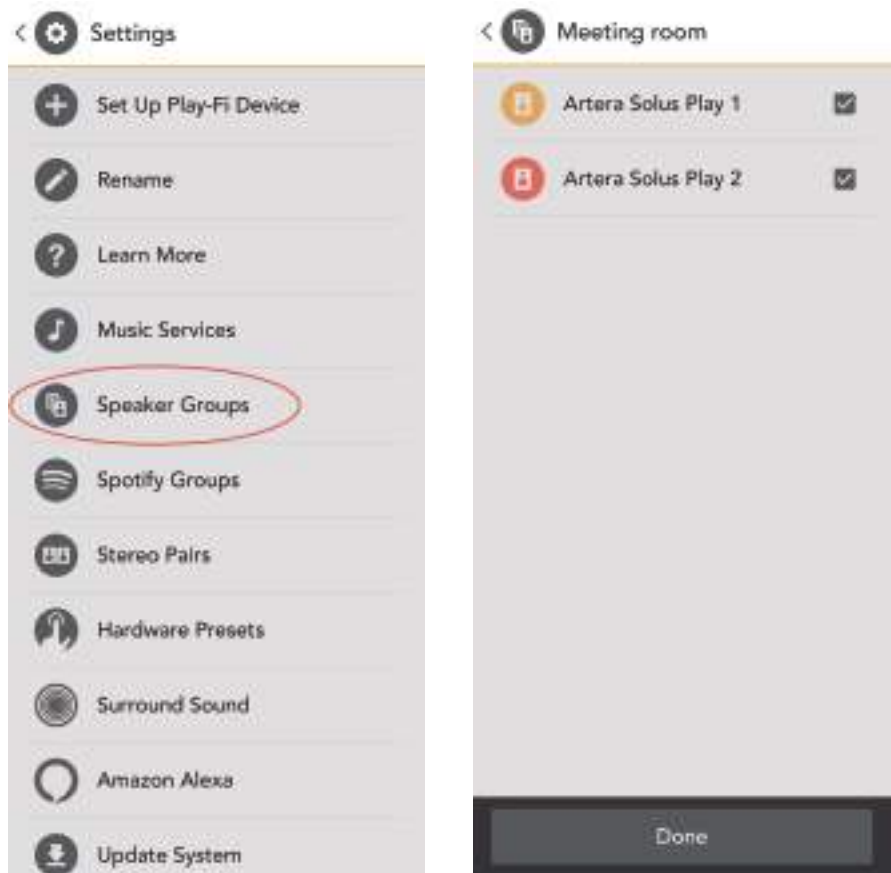 Settings
Set Up Play-Fi Device
Rename
Learn More
Music Services
Speaker Groups
Spotify Groups
Stereo Pairs
Hardware Presets
Surround Sound
Amazon Alexa
Update System
Meeting room
Artera Solus Play 1
Artera Solus Play 2
Done